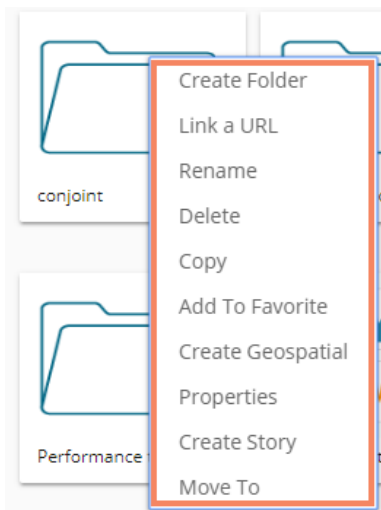 Create Folder
Link a URL
Rename
conjoint
Delete
Copy
Add To Favorite
Create Geospatial
Properties
Create Story
Performance
Move To